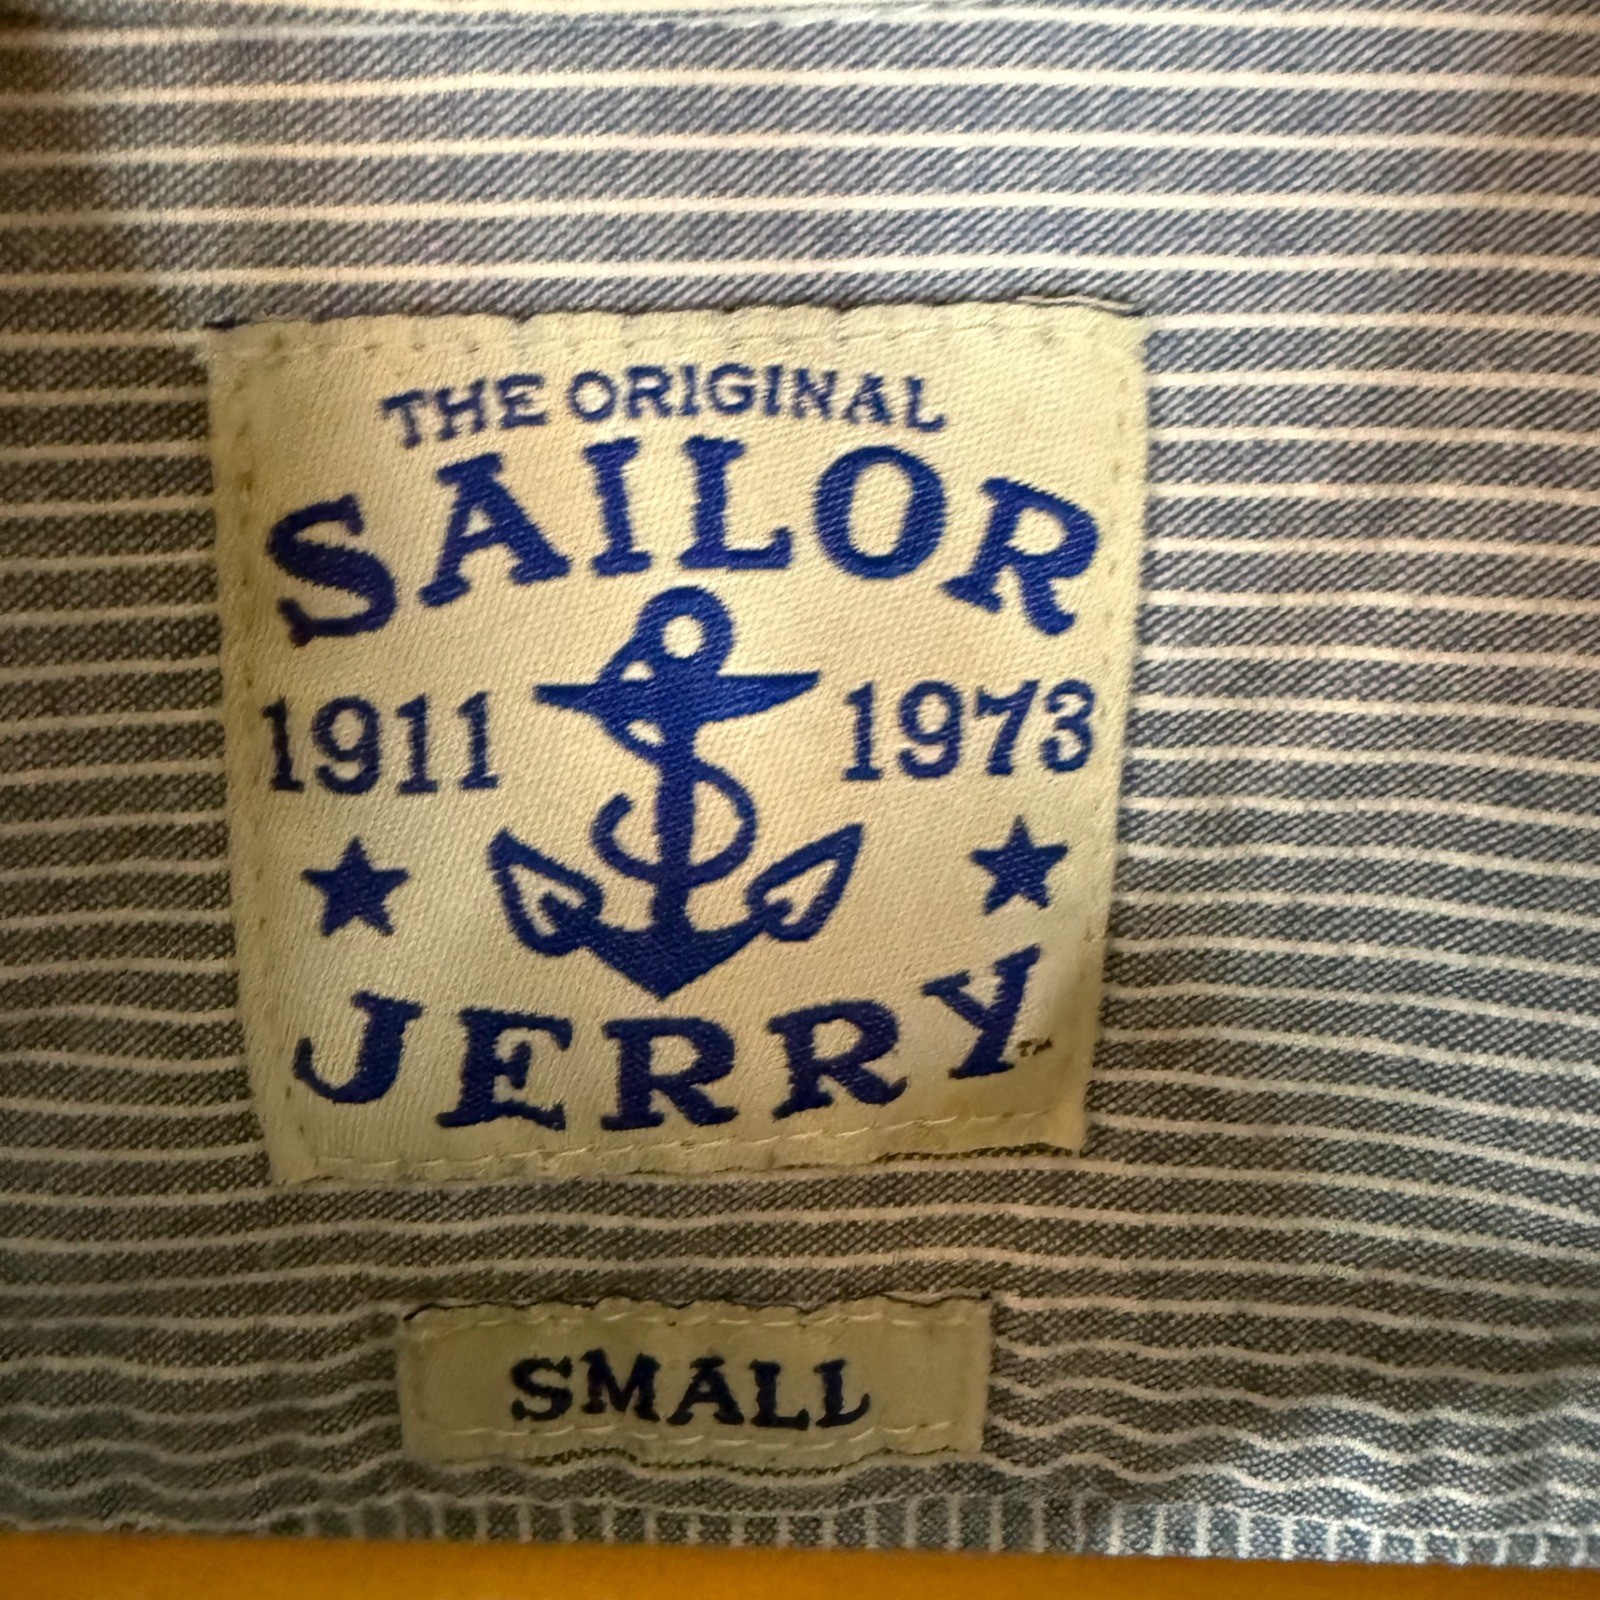 THE ORIGINAL
SAILOR
1911 1973
JERRY™
SMALL